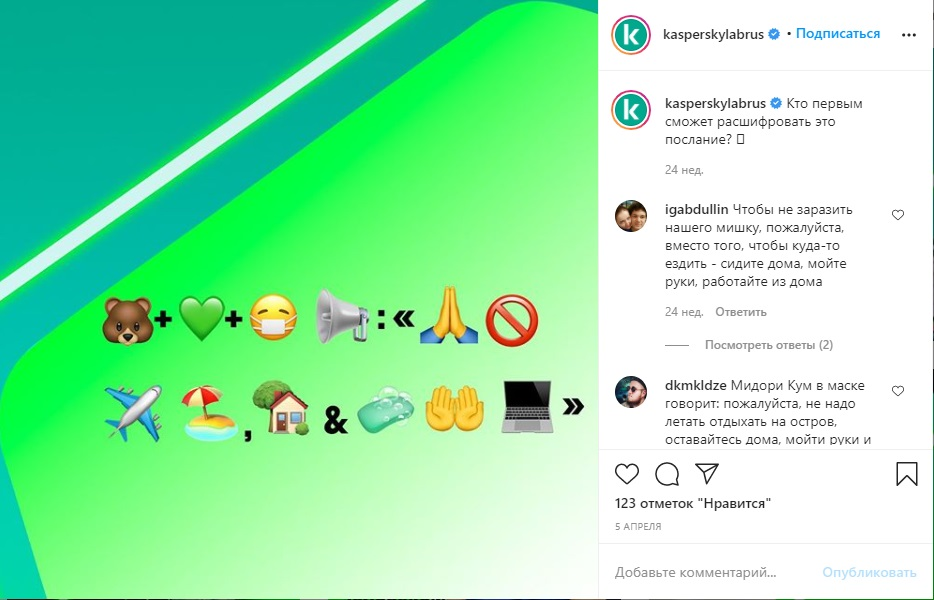 kasperskylabrus • Подписаться
kasperskylabrus Кто первым
сможет расшифровать это
послание?
24 нед.
igabdullin Чтобы не заразить
нашего мишку, пожалуйста,
вместо того, чтобы куда-то
ездить - сидите дома, мойте
руки, работайте из дома
24 нед. Ответить
Посмотреть ответы (2)
dkmkldze Мидори Кум в маске
говорит: пожалуйста, не надо
летать отдыхать на остров,
оставайтесь дома, мойти руки и
🐻+💚+😷📢:«🙏🚫
✈️🏖️,🏡&🧼🤲💻»
123 отметок "Нравится"
5 АПРЕЛЯ
Добавьте комментарий... Опубликовать